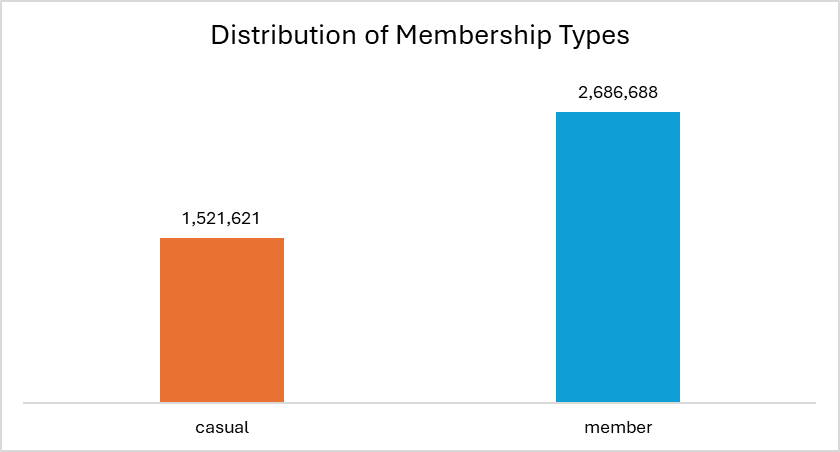 Distribution of Membership Types
2,686,688
1,521,621
casual
member